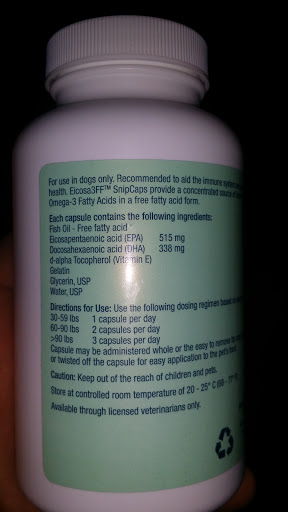 For use in dogs only. Recommended to aid the immune system
health. Eicosa3FF™ SnipCaps provide a concentrated source of
Omega-3 Fatty Acids in a free fatty acid form.
Each capsule contains the following ingredients:
Fish Oil - Free fatty acid
Eicosapentaenoic acid (EPA) 515 mg
Docosahexaenoic acid (DHA) 338 mg
d-alpha Tocopherol (Vitamin E)
Gelatin
Glycerin, USP
Water, USP
Directions for Use: Use the following dosing regimen based
30-59 lbs 1 capsule per day
60-90 lbs 2 capsules per day
>90 lbs 3 capsules per day
Capsule may be administered whole or the easy to remove
or twisted off the capsule for easy application to the pet's food.
Caution: Keep out of the reach of children and pets.
Store at controlled room temperature of 20 - 25° C (68 - 77°
Available through licensed veterinarians only.